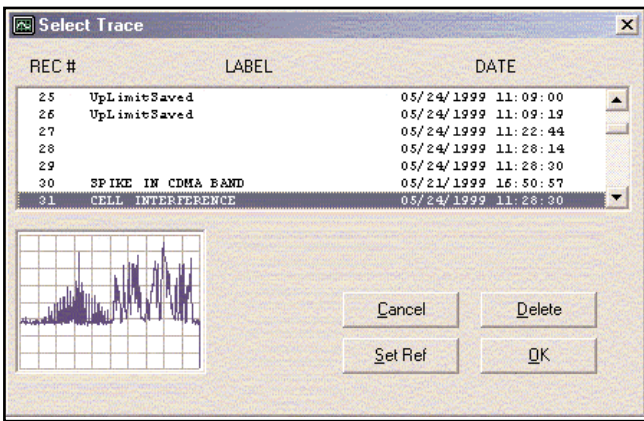 Select Trace
REC # LABEL DATE
25 UpLimitSaved 05/24/1999 11:09:00
26 UpLimitSaved 05/24/1999 11:09:19
27 05/24/1999 11:22:44
28 05/24/1999 11:28:14
29 05/24/1999 11:28:30
30 SPIKE IN CDMA BAND 05/21/1999 16:50:57
31 CELL INTERFERENCE 05/24/1999 11:28:30
Cancel Delete
Set Ref OK